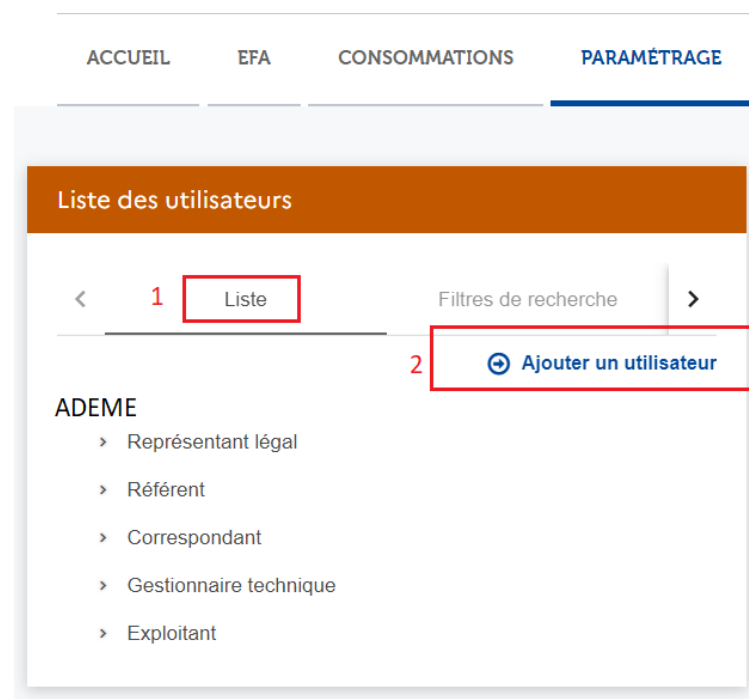 ACCUEIL EFA CONSOMMATIONS PARAMÉTRAGE
Liste des utilisateurs
1 Liste Filtres de recherche
2 Ajouter un utilisateur
ADEME
Représentant légal
Référent
Correspondant
Gestionnaire technique
Exploitant